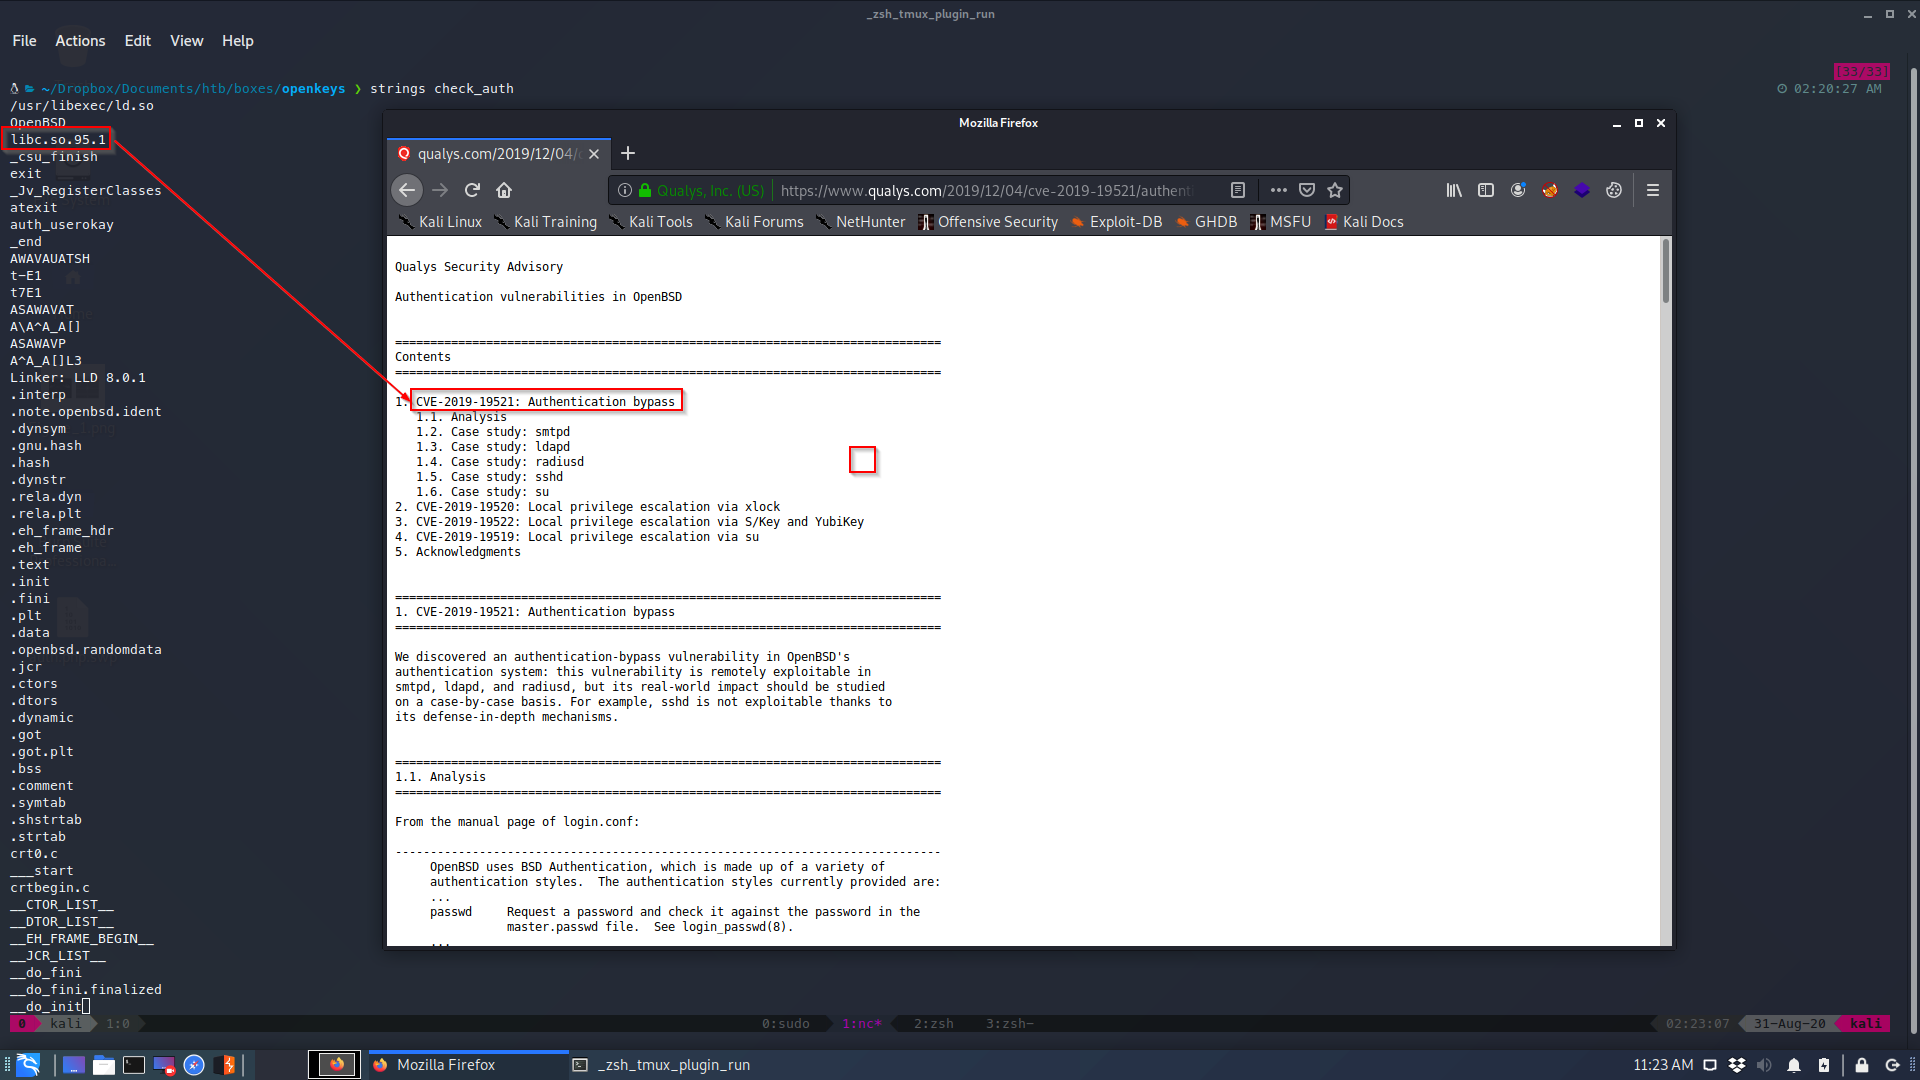 _zsh_tmux_plugin_run
File Actions Edit View Help
[33/33]
~/Dropbox/Documents/htb/boxes/openkeys ❯ strings check_auth
02:20:27 AM
/usr/libexec/ld.so
OpenBSD
libc.so.95.1
_csu_finish
exit
_Jv_RegisterClasses
atexit
auth_userokay
_end
AWAVAUATSH
t-E1
t7E1
ASAWAVAT
A\A^A_A[]
ASAWAVP
A^A_A[]L3
Linker: LLD 8.0.1
.interp
.note.openbsd.ident
.dynsym
.gnu.hash
.hash
.dynstr
.rela.dyn
.rela.plt
.eh_frame_hdr
.eh_frame
.text
.init
.fini
.plt
.data
.openbsd.randomdata
.jcr
.ctors
.dtors
.dynamic
.got
.got.plt
.bss
.comment
.symtab
.shstrtab
.strtab
crt0.c
___start
crtbegin.c
__CTOR_LIST__
__DTOR_LIST__
__EH_FRAME_BEGIN__
__JCR_LIST__
__do_fini
__do_fini.finalized
__do_init
Mozilla Firefox
qualys.com/2019/12/04/c
Qualys, Inc. (US) https://www.qualys.com/2019/12/04/cve-2019-19521/authent
Kali Linux Kali Training Kali Tools Kali Forums NetHunter Offensive Security Exploit-DB GHDB MSFU Kali Docs
Qualys Security Advisory
Authentication vulnerabilities in OpenBSD
==============================================================================
Contents
==============================================================================
1. CVE-2019-19521: Authentication bypass
1.1. Analysis
1.2. Case study: smtpd
1.3. Case study: ldapd
1.4. Case study: radiusd
1.5. Case study: sshd
1.6. Case study: su
2. CVE-2019-19520: Local privilege escalation via xlock
3. CVE-2019-19522: Local privilege escalation via S/Key and YubiKey
4. CVE-2019-19519: Local privilege escalation via su
5. Acknowledgments
==============================================================================
1. CVE-2019-19521: Authentication bypass
==============================================================================
We discovered an authentication-bypass vulnerability in OpenBSD's
authentication system: this vulnerability is remotely exploitable in
smtpd, ldapd, and radiusd, but its real-world impact should be studied
on a case-by-case basis. For example, sshd is not exploitable thanks to
its defense-in-depth mechanisms.
==============================================================================
1.1. Analysis
==============================================================================
From the manual page of login.conf:
------------------------------------------------------------------------------
OpenBSD uses BSD Authentication, which is made up of a variety of
authentication styles.  The authentication styles currently provided are:
...
passwd     Request a password and check it against the password in the
master.passwd file.  See login_passwd(8).
...
0 kali 1:0 0:sudo 1:nc* 2:zsh 3:zsh- 02:23:07 31-Aug-20 kali
Mozilla Firefox _zsh_tmux_plugin_run 11:23 AM